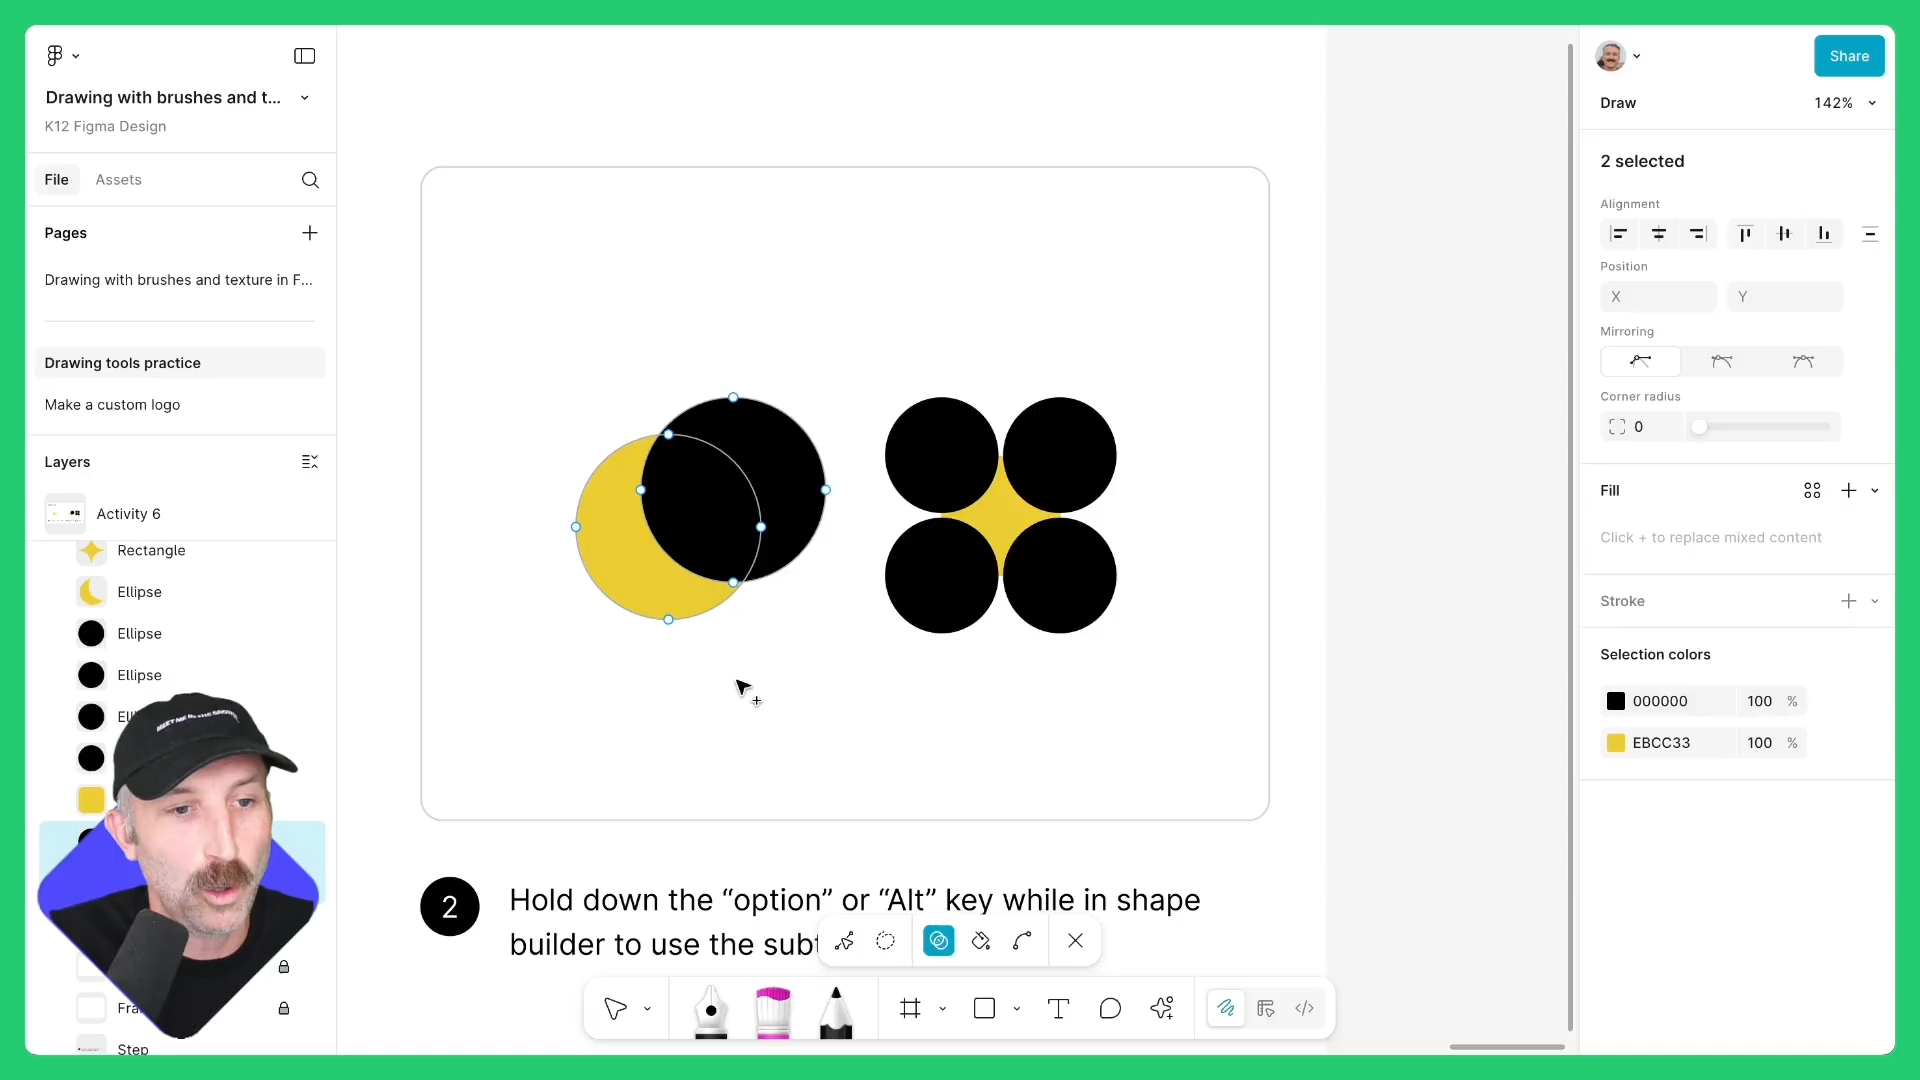 Drawing with brushes and t...
K12 Figma Design
File
Assets
Pages
Drawing with brushes and texture in F...
Drawing tools practice
Make a custom logo
Layers
Activity 6
Rectangle
Ellipse
Ellipse
Ellipse
Step
2
Hold down the “option” or “Alt” key while in shape
builder to use the
Share
Draw
142%
2 selected
Alignment
Position
X
Y
Mirroring
Corner radius
0
Fill
Click + to replace mixed content
Stroke
Selection colors
000000 100 %
EBCC33 100 %